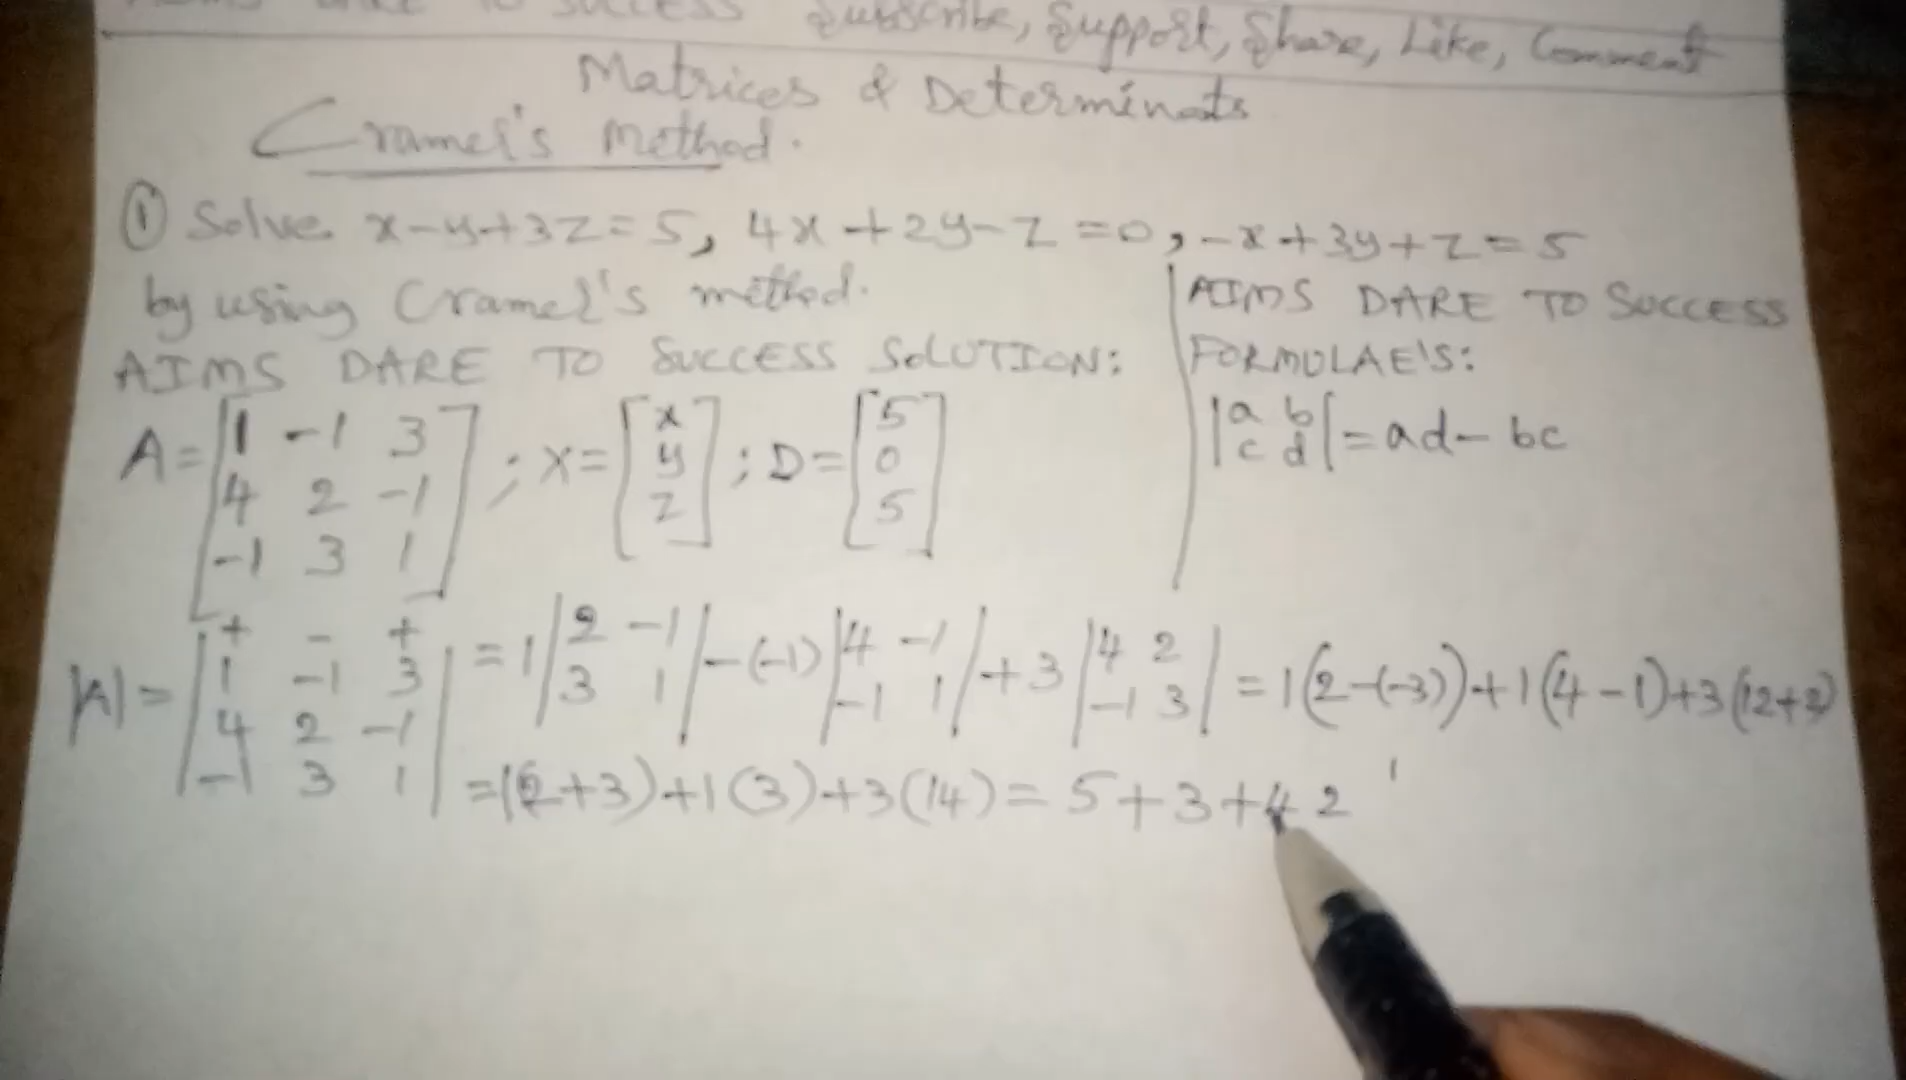 SUCCESS Subscribe, Support, Share, Like, Comment
Matrices & Determinats
Cramer's Method.
① Solve x-y+3z=5, 4x+2y-z=0, -x+3y+z=5
by using Cramer's method.
AIMS DARE TO SUCCESS SOLUTION:
A=[1 -1 3; X=[x; D=[5
4 2 -1 y 0
-1 3 1] z] 5]
AIMS DARE TO SUCCESS
FORMULAE'S:
|a b
c d|=ad-bc
+ - +
|A|=|1 -1 3
4 2 -1
-1 3 1|
=1|2 -1
3 1|-(-1)|4 -1
-1 1|+3|4 2
-1 3|=1(2-(-3))+1(4-1)+3(12+2)
=1(2+3)+1(3)+3(14)=5+3+42